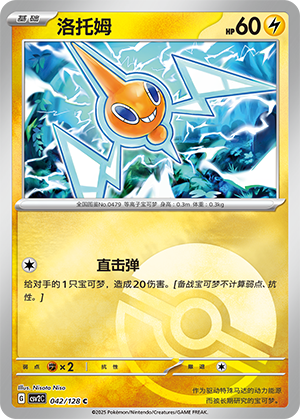 基础
洛托姆
HP60
全国图鉴No.0479 等离子宝可梦 身高：0.3m 体重：0.3kg
直击弹
给对手的1只宝可梦，造成20伤害。[备战宝可梦不计算弱点、抗
性。]
弱点 ×2 抗性 撤退
Illus. Nisota Niso
G CSV2C 042/128 C
作为驱动特殊马达的动力能源
而被长期研究的宝可梦。
©2025 Pokémon/Nintendo/Creatures/GAME FREAK.